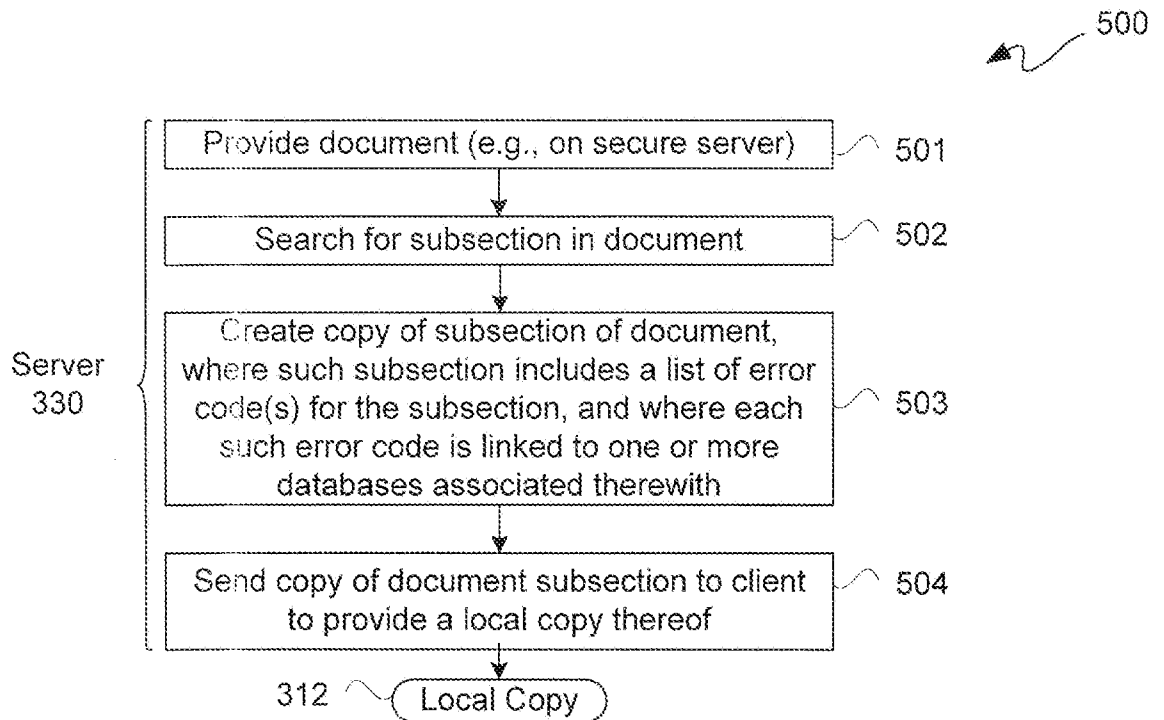 500
Provide document (e.g., on secure server)
501
Search for subsection in document
502
Create copy of subsection of document,
where such subsection includes a list of error
code(s) for the subsection, and where each
such error code is linked to one or more
databases associated therewith
503
Server
330
Send copy of document subsection to client
to provide a local copy thereof
504
312
Local Copy